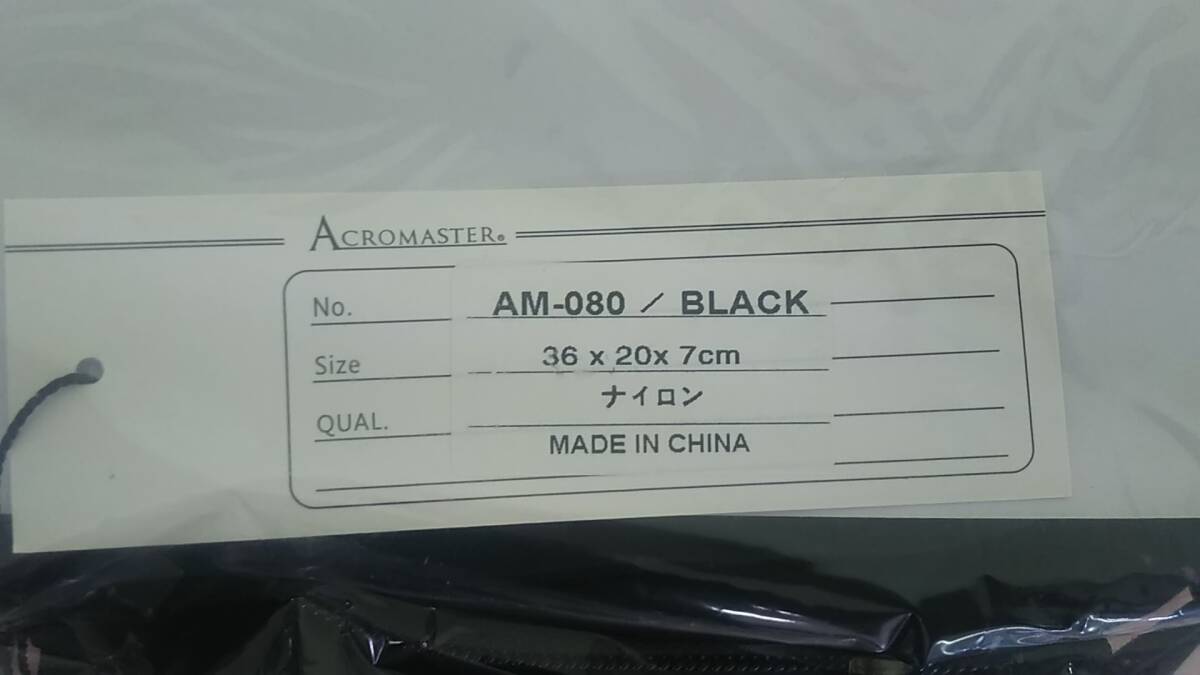 ACROMASTER®
No. AM-080 / BLACK
Size 36 x 20x 7cm
QUAL. ナイロン
MADE IN CHINA